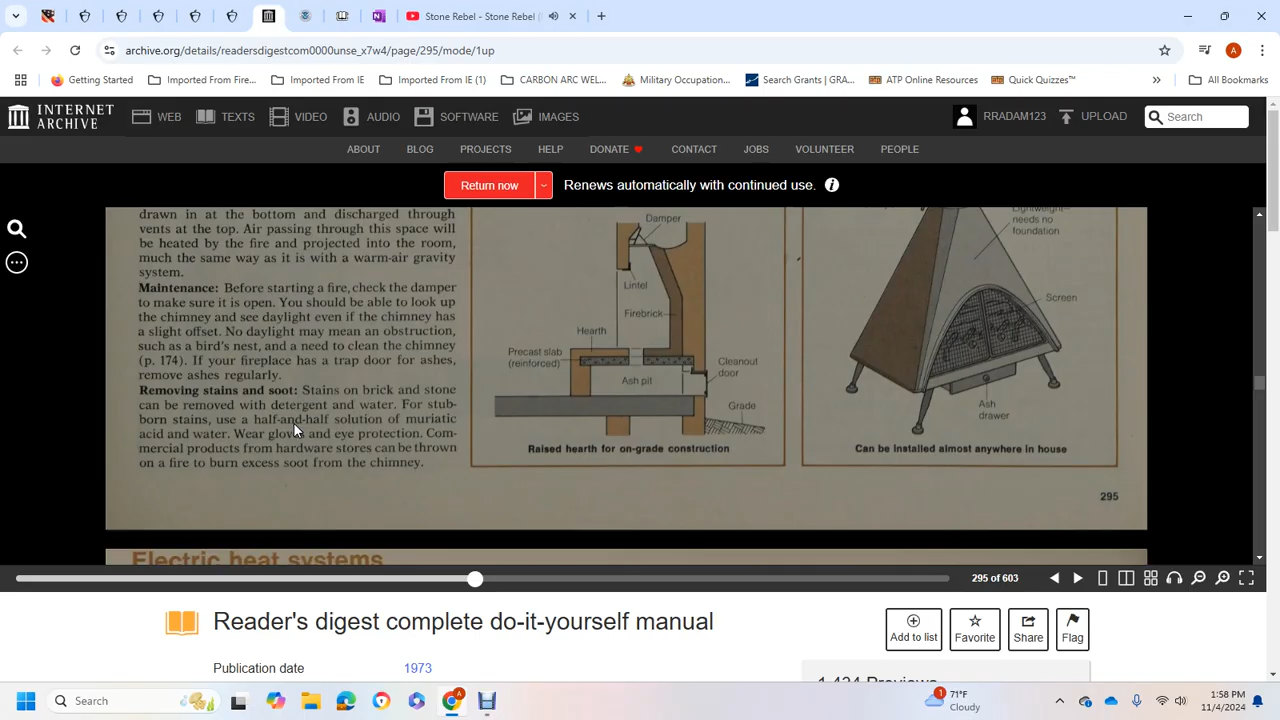 Stone Rebel - Stone Rebel (
archive.org/details/readersdigestcom0000unse_x7w4/page/295/mode/1up
A
Getting Started
Imported From Fire...
Imported From IE
Imported From IE (1)
CARBON ARC WEL...
Military Occupation...
Search Grants | GRA...
ATP Online Resources
Quick Quizzes™
»
All Bookmarks
INTERNET ARCHIVE
WEB
TEXTS
VIDEO
AUDIO
SOFTWARE
IMAGES
RRADAM123
UPLOAD
Search
ABOUT
BLOG
PROJECTS
HELP
DONATE
CONTACT
JOBS
VOLUNTEER
PEOPLE
Return now
Renews automatically with continued use.
drawn in at the bottom and discharged through
vents at the top. Air passing through this space will
be heated by the fire and projected into the room,
much the same way as it is with a warm-air gravity
system.
Maintenance: Before starting a fire, check the damper
to make sure it is open. You should be able to look up
the chimney and see daylight even if the chimney has
a slight offset. No daylight may mean an obstruction,
such as a bird's nest, and a need to clean the chimney
(p. 174). If your fireplace has a trap door for ashes,
remove ashes regularly.
Removing stains and soot: Stains on brick and stone
can be removed with detergent and water. For stub-
born stains, use a half-and-half solution of muriatic
acid and water. Wear gloves and eye protection. Com-
mercial products from hardware stores can be thrown
on a fire to burn excess soot from the chimney.
Damper
Lintel
Firebrick
Hearth
Precast slab
(reinforced)
Ash pit
Cleanout
door
Grade
Raised hearth for on-grade construction
Lightweight—
needs no
foundation
Screen
Ash
drawer
Can be installed almost anywhere in house
295
Electric heat systems
295 of 603
Reader's digest complete do-it-yourself manual
Add to list
Favorite
Share
Flag
Publication date
1973
1,434 Previews
Search
1
71°F
Cloudy
1:58 PM
11/4/2024